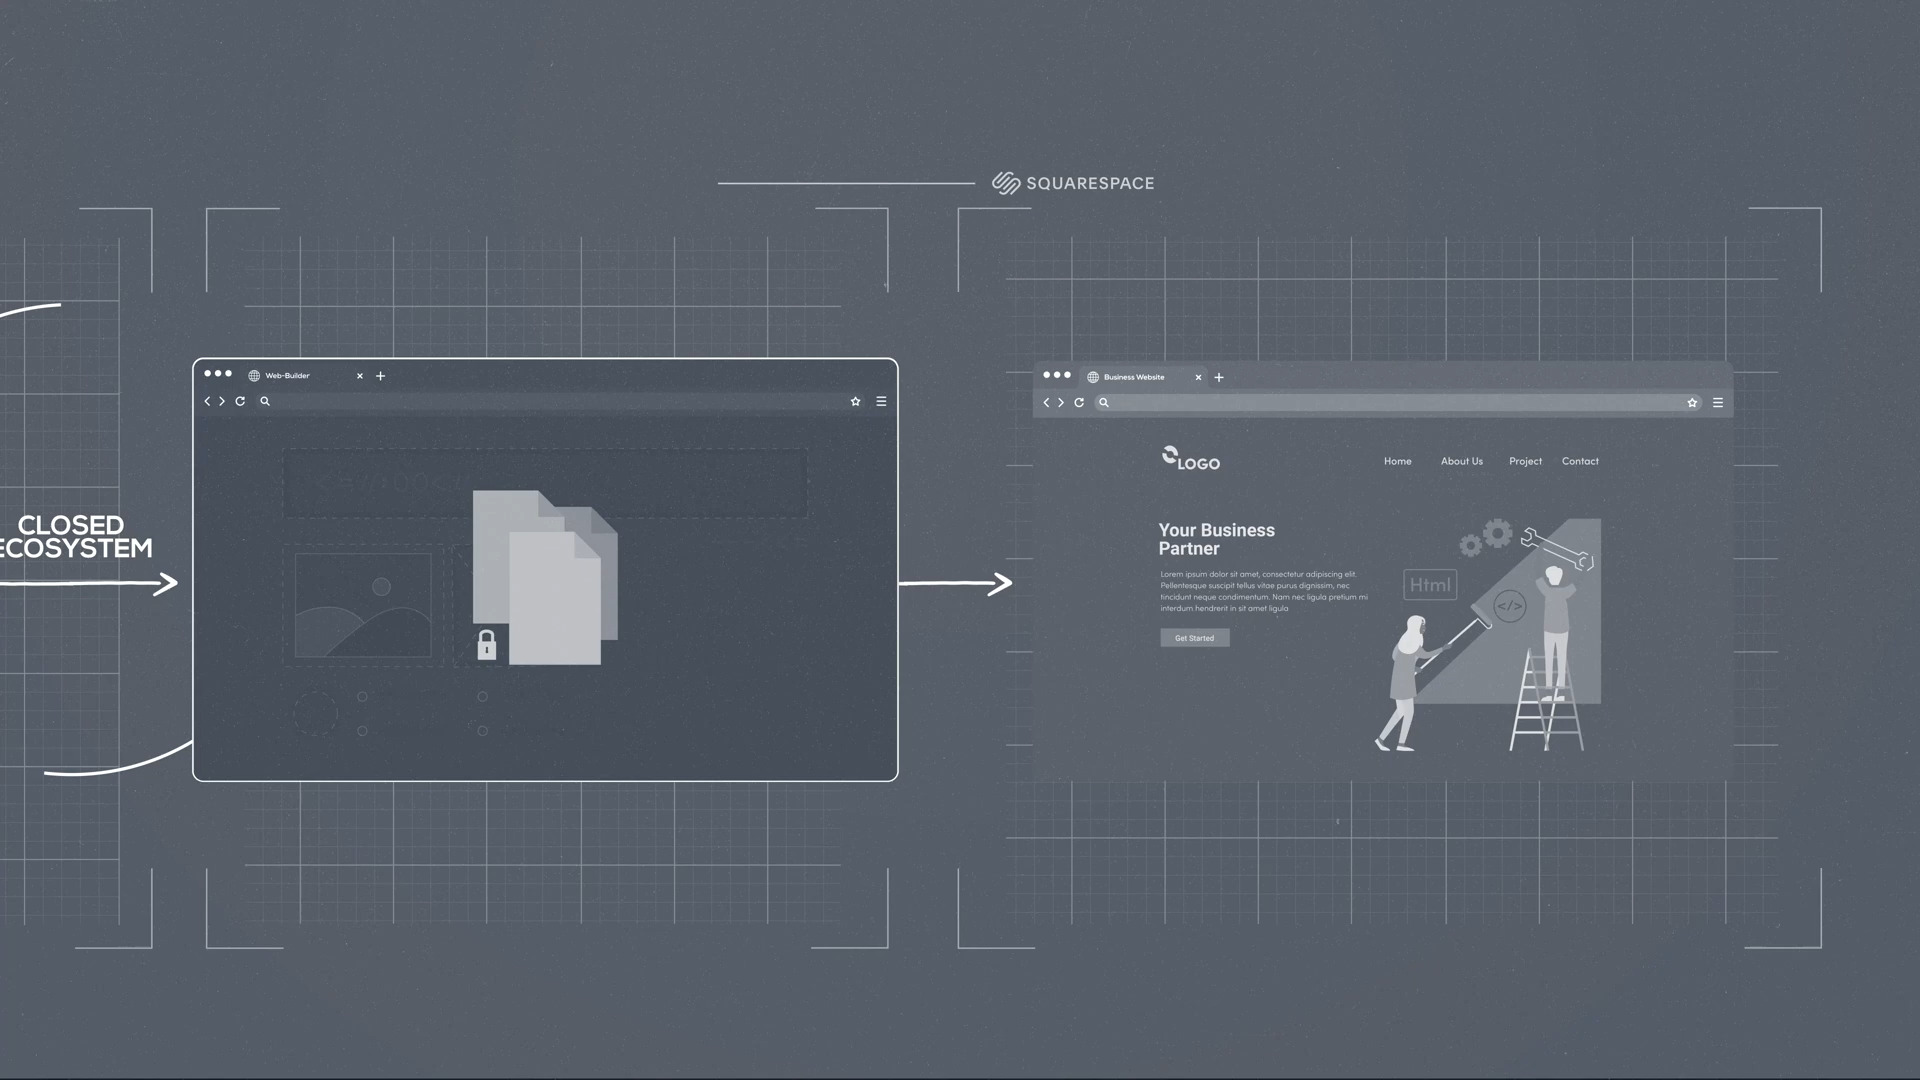 SQUARESPACE
CLOSED
ECOSYSTEM
Web-Builder
Business Website
LOGO
Home
About Us
Project
Contact
Your Business
Partner
Lorem ipsum dolor sit amet, consectetur adipiscing elit.
Pellentesque suscipit tellus vitae purus dignissim, nec
tincidunt neque condimentum. Nam nec ligula pretium mi
interdum hendrerit in sit amet ligula
Get Started
Html
</>